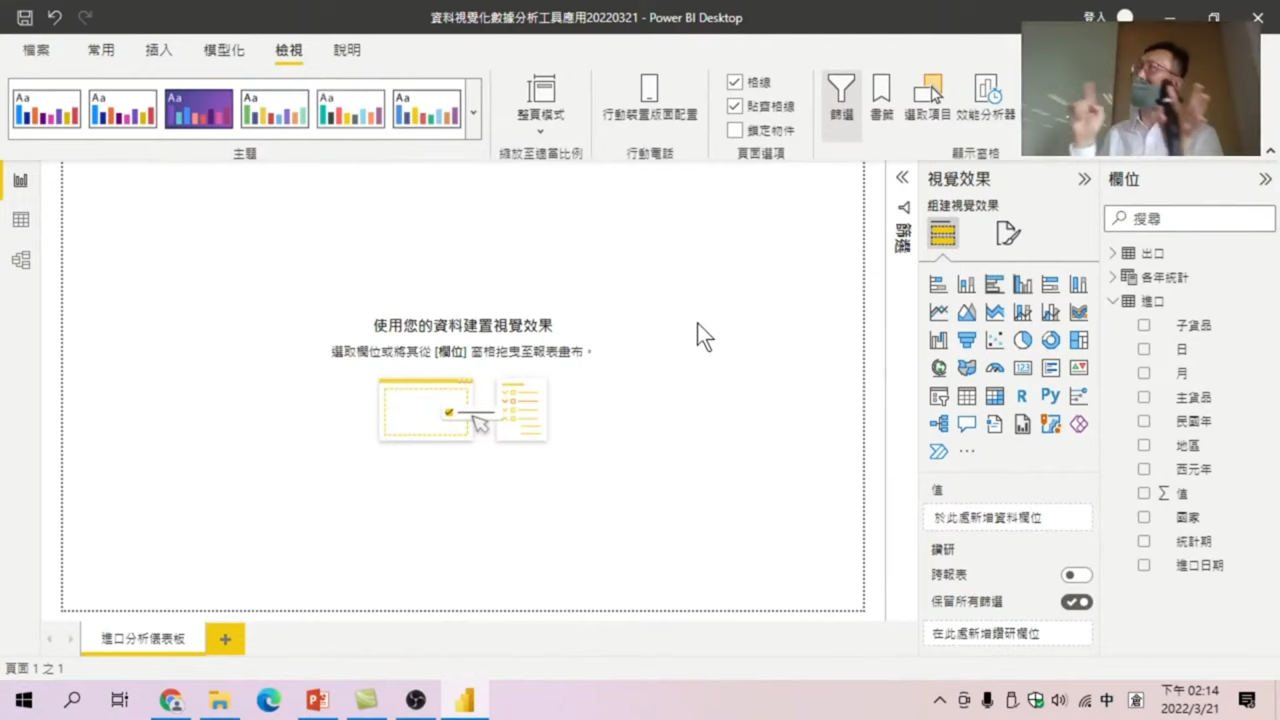 資料視覺化數據分析工具應用20220321 - Power BI Desktop
登入
檔案 常用 插入 模型化 檢視 說明
Aa Aa Aa Aa Aa Aa
整頁模式
行動裝置版面配置
格線
貼齊格線
鎖定物件
篩選 書籤 選取項目 效能分析器
主題 縮放至適當比例 行動電話 頁面選項 顯示窗格
篩選
視覺效果
組建視覺效果
欄位
搜尋
出口
各年統計
進口
子貨品
日
月
主貨品
民國年
地區
西元年
值
國家
統計期
進口日期
使用您的資料建置視覺效果
選取欄位或將其從 [欄位] 窗格拖曳至報表畫布。
123
R Py
值
於此處新增資料欄位
鑽研
跨報表
保留所有篩選
在此處新增鑽研欄位
進口分析儀表板
頁面 1 之 1
中 倉
下午 02:14
2022/3/21